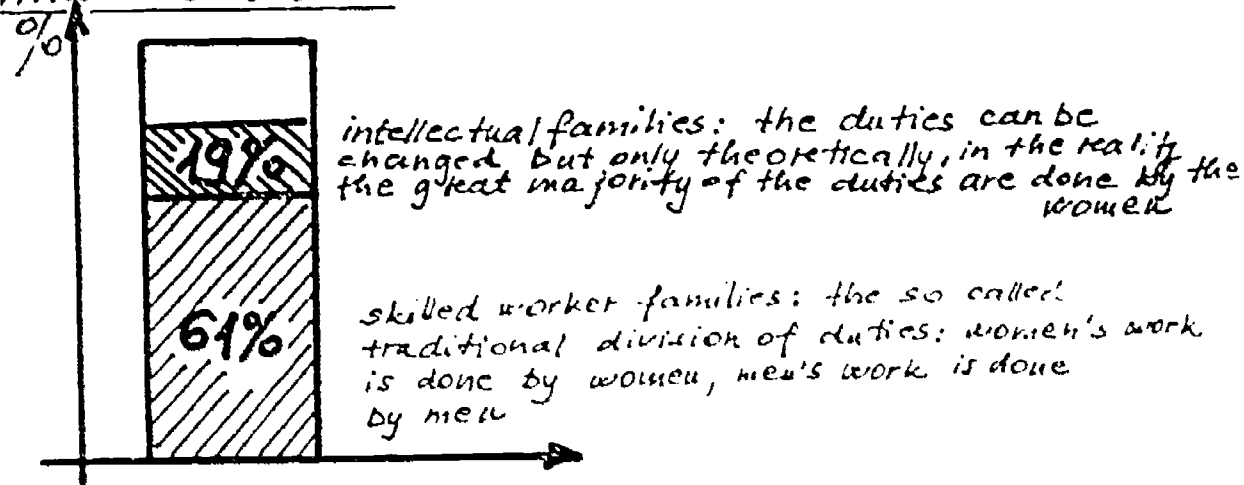 %
19%
intellectual families: the duties can be
changed, but only theoretically, in the reality
the great majority of the duties are done by the
women
61%
skilled worker families: the so called
traditional division of duties: women's work
is done by women, men's work is done
by men